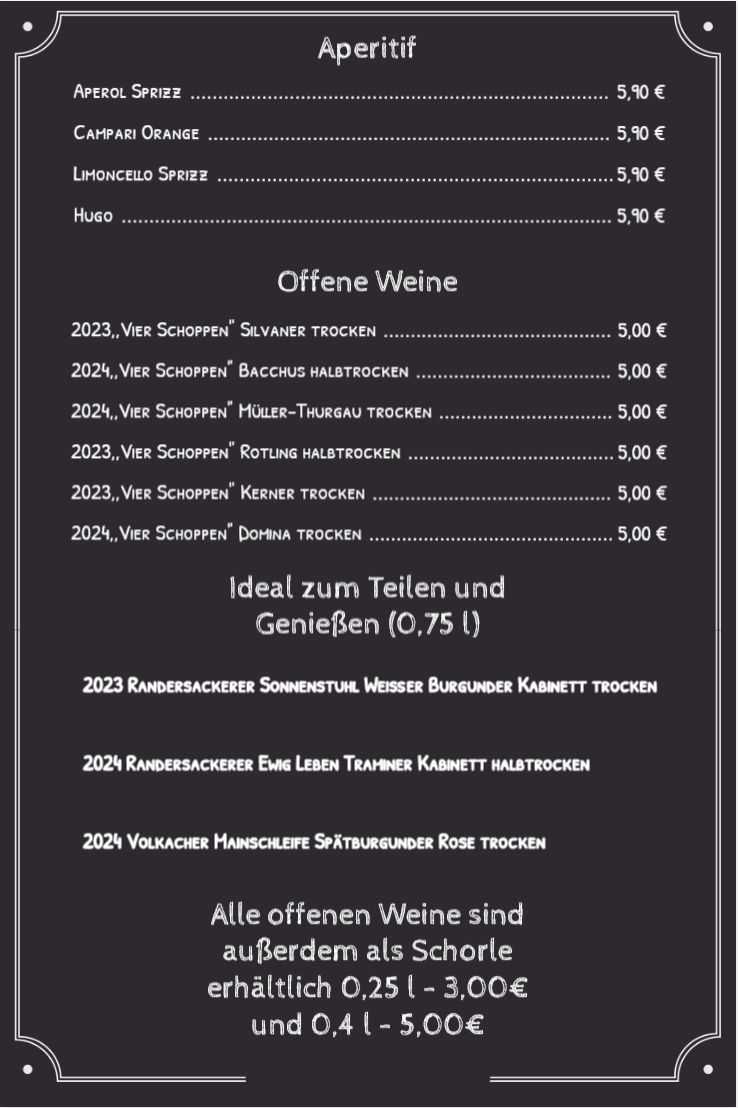 Aperitif
Aperol Sprizz ........................................................................ 5,90 €
Campari Orange ..................................................................... 5,90 €
Limoncello Sprizz .................................................................... 5,90 €
Hugo .................................................................................. 5,90 €
Offene Weine
2023,,Vier Schoppen" Silvaner trocken ....................................... 5,00 €
2024,,Vier Schoppen" Bacchus halbtrocken ................................. 5,00 €
2024,,Vier Schoppen" Müller-Thurgau trocken .............................. 5,00 €
2023,,Vier Schoppen" Rotling halbtrocken .................................... 5,00 €
2023,,Vier Schoppen" Kerner trocken ......................................... 5,00 €
2024,,Vier Schoppen" Domina trocken .......................................... 5,00 €
Ideal zum Teilen und
Genießen (0,75 l)
2023 Randersackerer Sonnenstuhl Weisser Burgunder Kabinett trocken
2024 Randersackerer Ewig Leben Traminer Kabinett halbtrocken
2024 Volkacher Mainschleife Spätburgunder Rose trocken
Alle offenen Weine sind
außerdem als Schorle
erhältlich 0,25 l - 3,00€
und 0,4 l - 5,00€